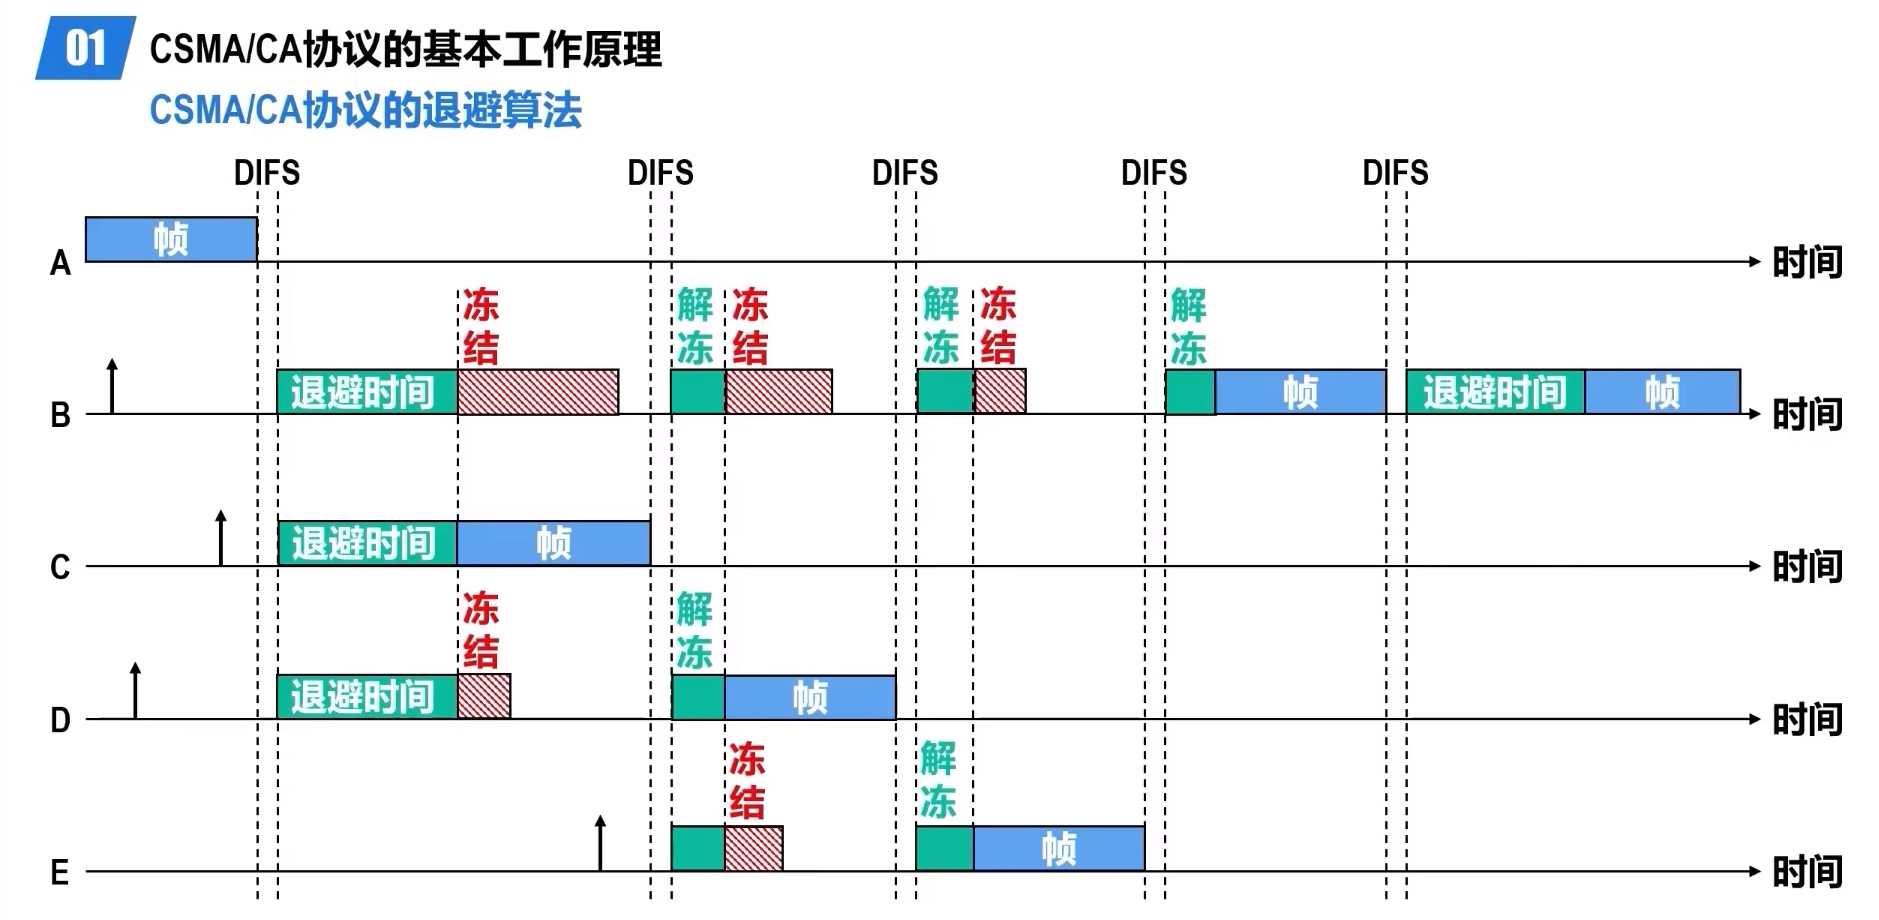 01 CSMA/CA协议的基本工作原理
CSMA/CA协议的退避算法
DIFS DIFS DIFS DIFS DIFS
帧
A 时间
冻结 解冻 冻结 解冻 冻结 解冻
退避时间 帧 退避时间 帧
B 时间
退避时间 帧
C 时间
冻结 解冻
退避时间 帧
D 时间
冻结 解冻
帧
E 时间